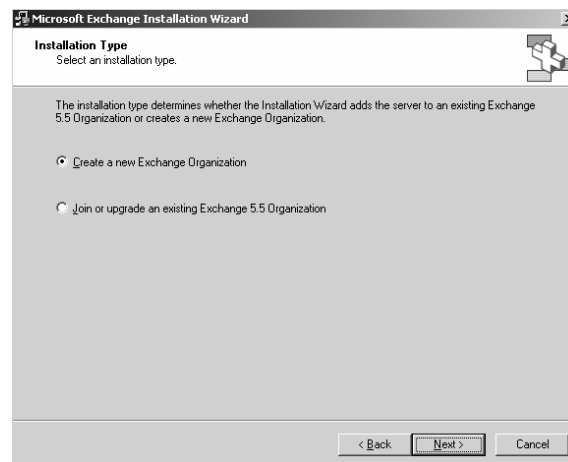 Microsoft Exchange Installation Wizard
Installation Type
Select an installation type.
The installation type determines whether the Installation Wizard adds the server to an existing Exchange
5.5 Organization or creates a new Exchange Organization.
Create a new Exchange Organization
Join or upgrade an existing Exchange 5.5 Organization
< Back Next > Cancel